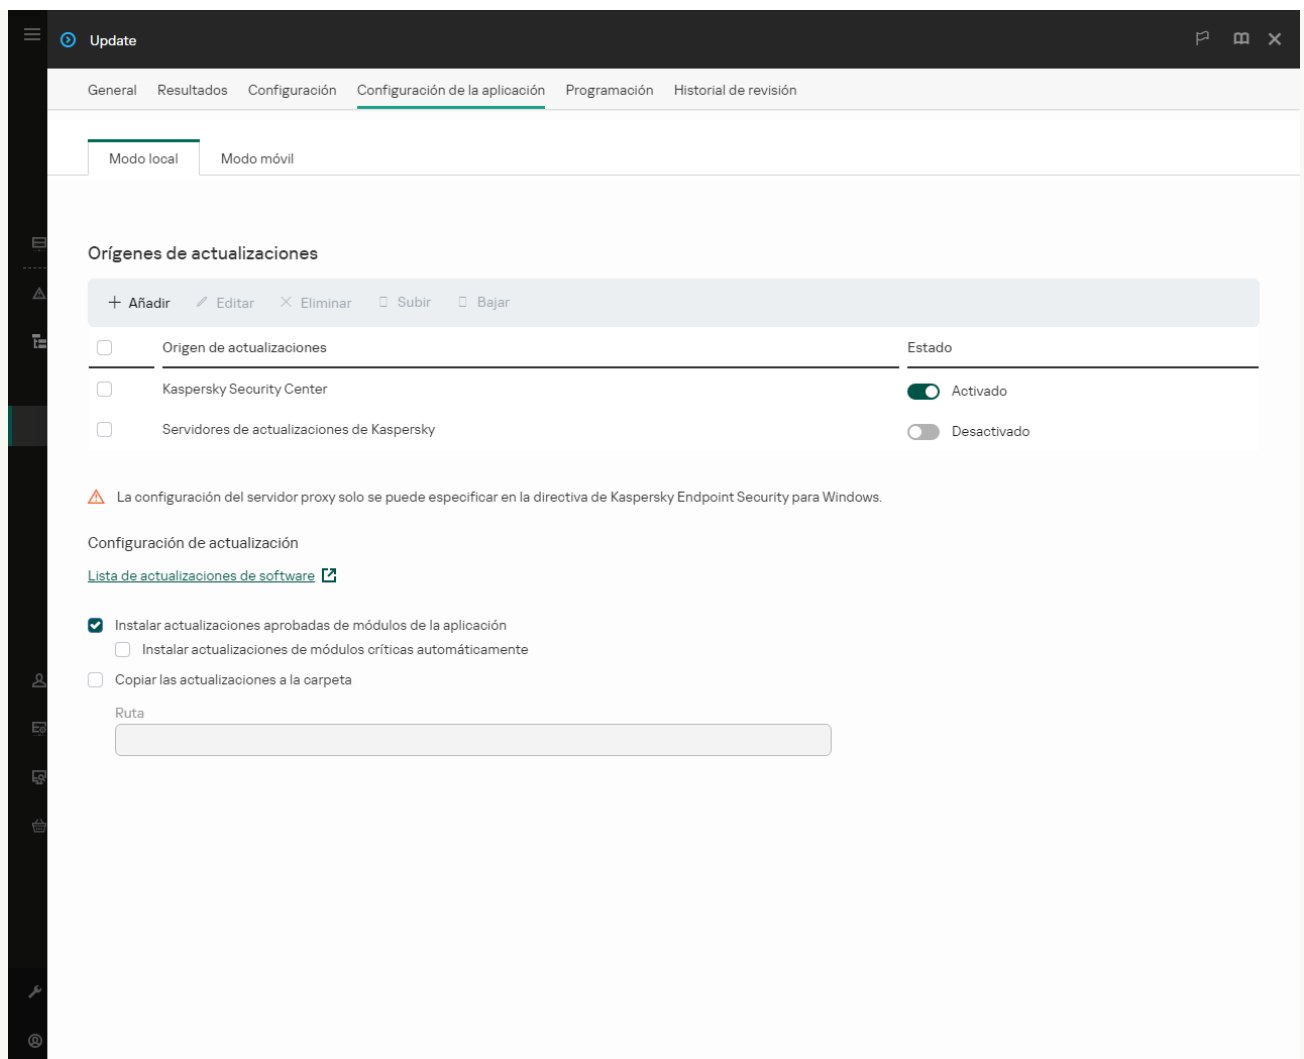 Update
General Resultados Configuración Configuración de la aplicación Programación Historial de revisión
Modo local Modo móvil
Orígenes de actualizaciones
Añadir Editar Eliminar Subir Bajar
Origen de actualizaciones Estado
Kaspersky Security Center Activado
Servidores de actualizaciones de Kaspersky Desactivado
La configuración del servidor proxy solo se puede especificar en la directiva de Kaspersky Endpoint Security para Windows.
Configuración de actualización
Lista de actualizaciones de software
Instalar actualizaciones aprobadas de módulos de la aplicación
Instalar actualizaciones de módulos críticas automáticamente
Copiar las actualizaciones a la carpeta
Ruta